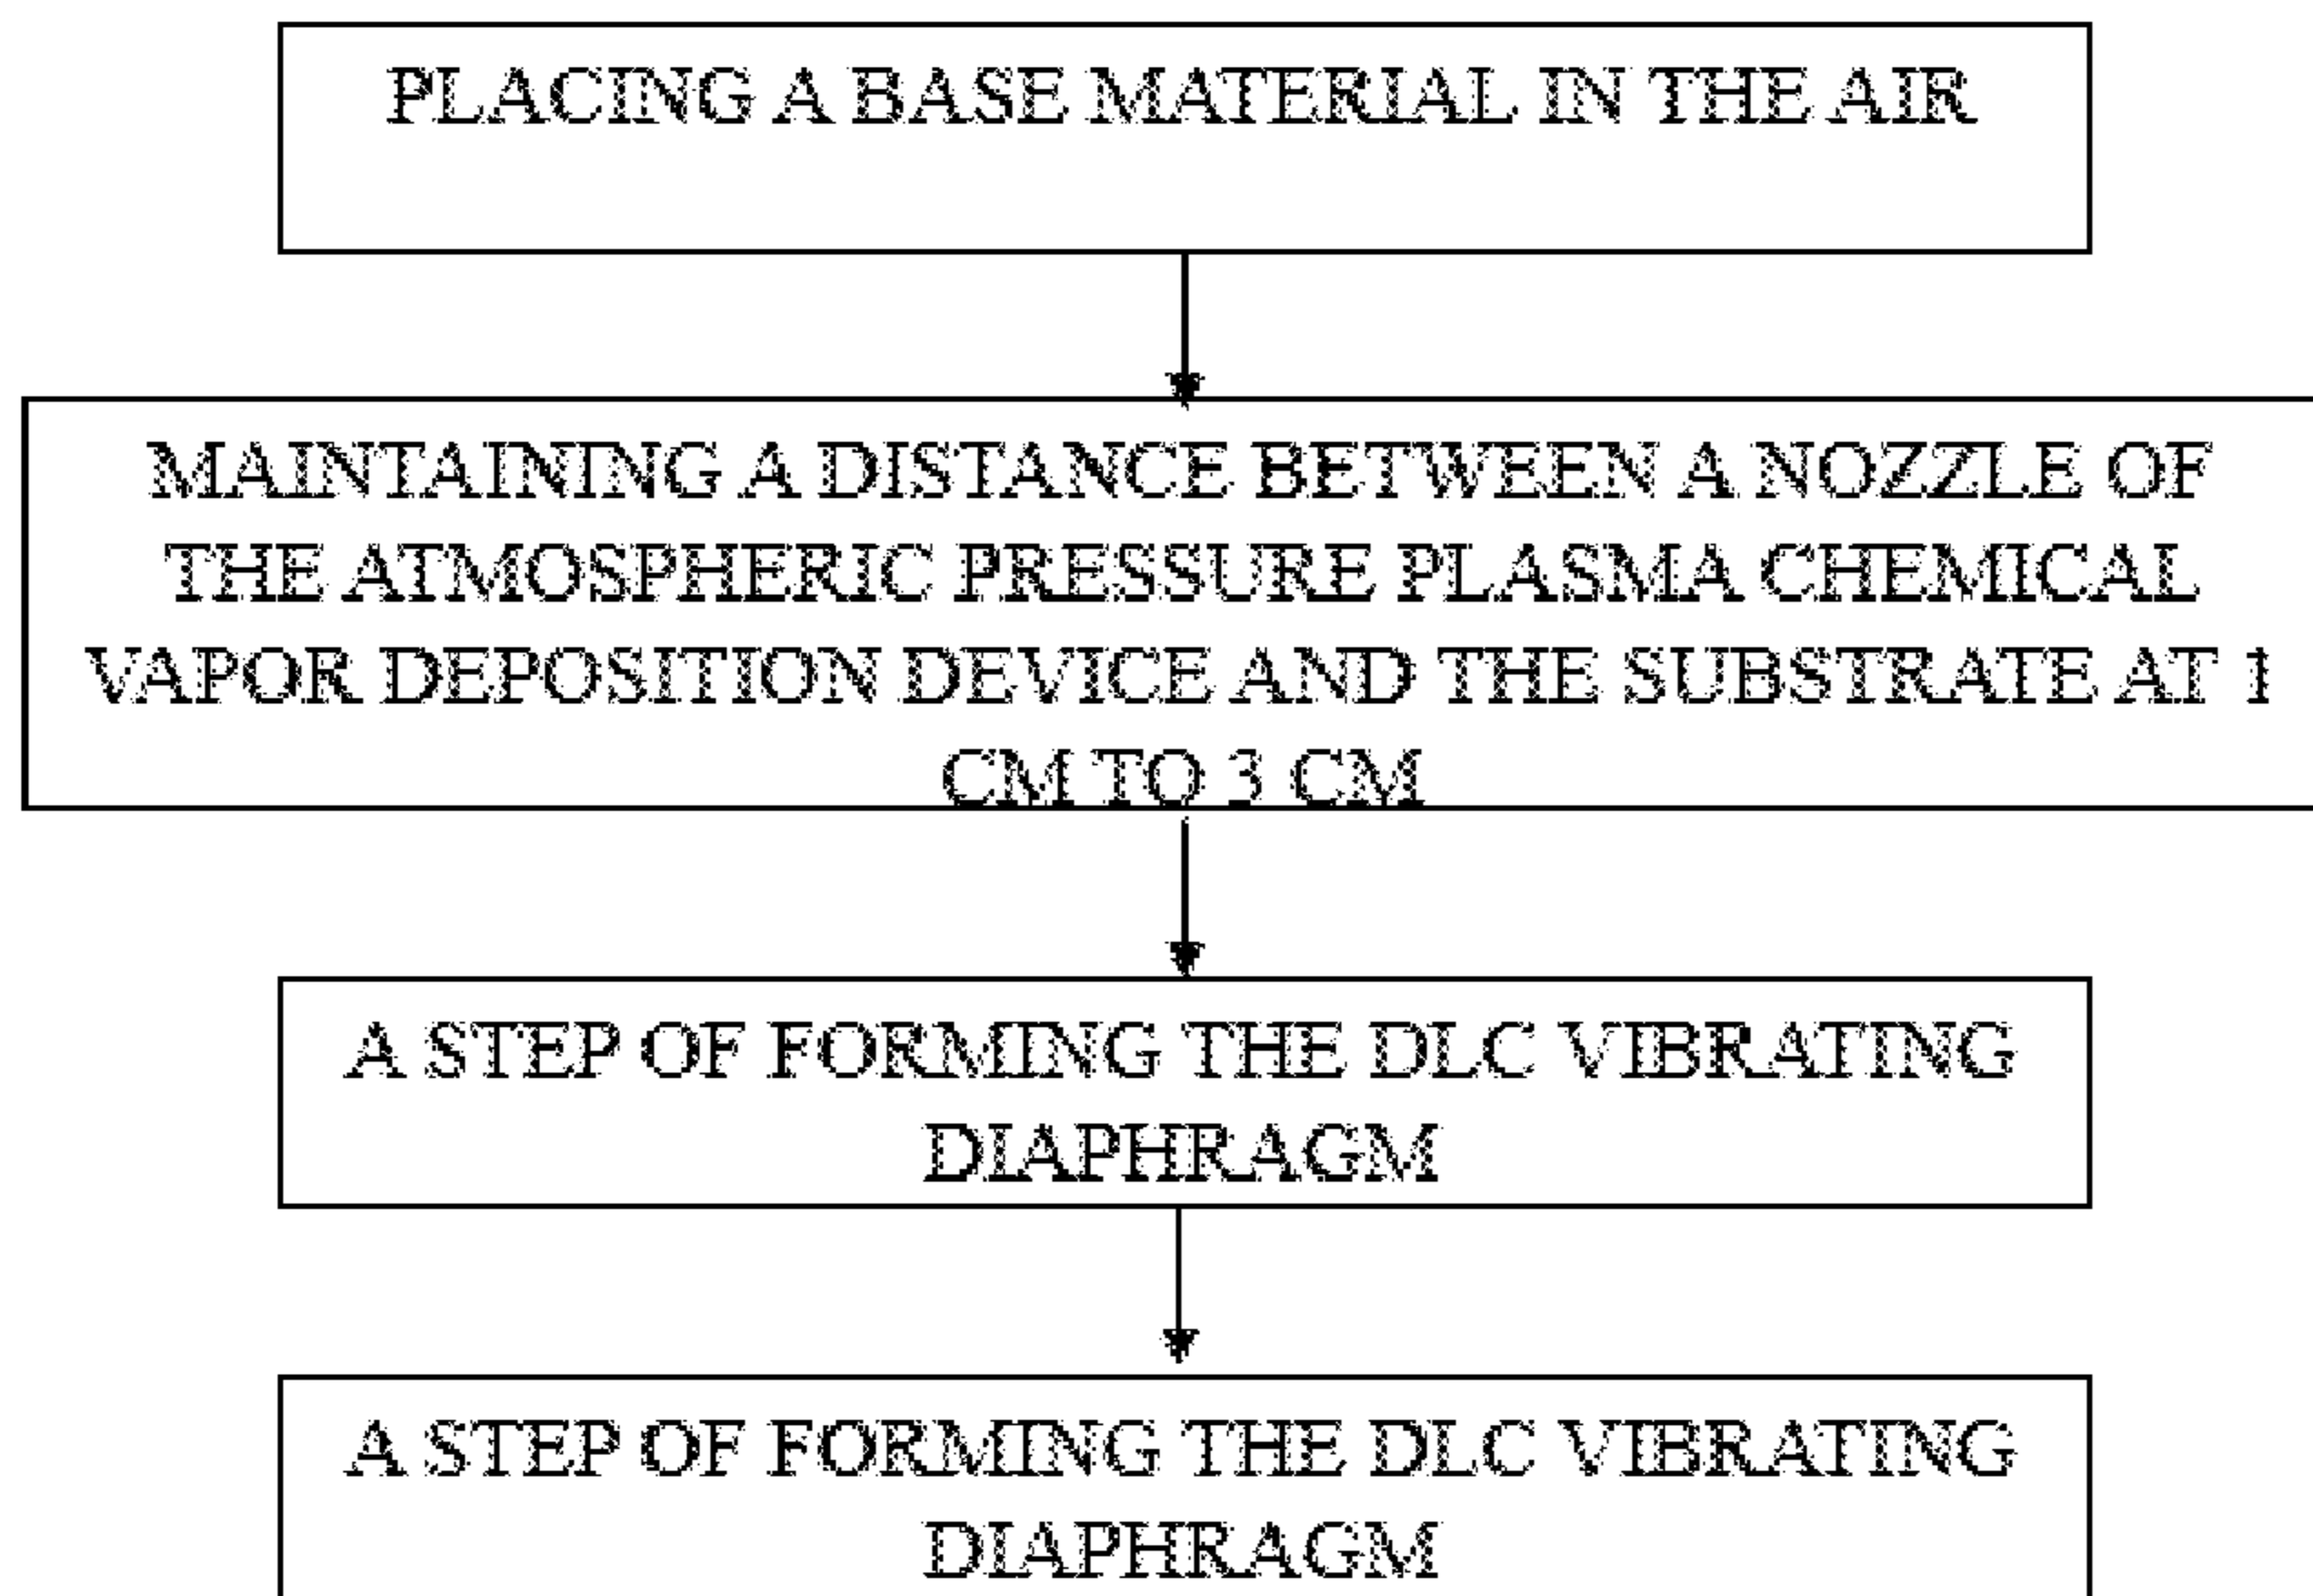 PLACING A BASE MATERIAL IN THE AIR
MAINTAINING A DISTANCE BETWEEN A NOZZLE OF
THE ATMOSPHERIC PRESSURE PLASMA CHEMICAL
VAPOR DEPOSITION DEVICE AND THE SUBSTRATE AT 1
CM TO 3 CM
A STEP OF FORMING THE DLC VIBRATING
DIAPHRAGM
A STEP OF FORMING THE DLC VIBRATING
DIAPHRAGM